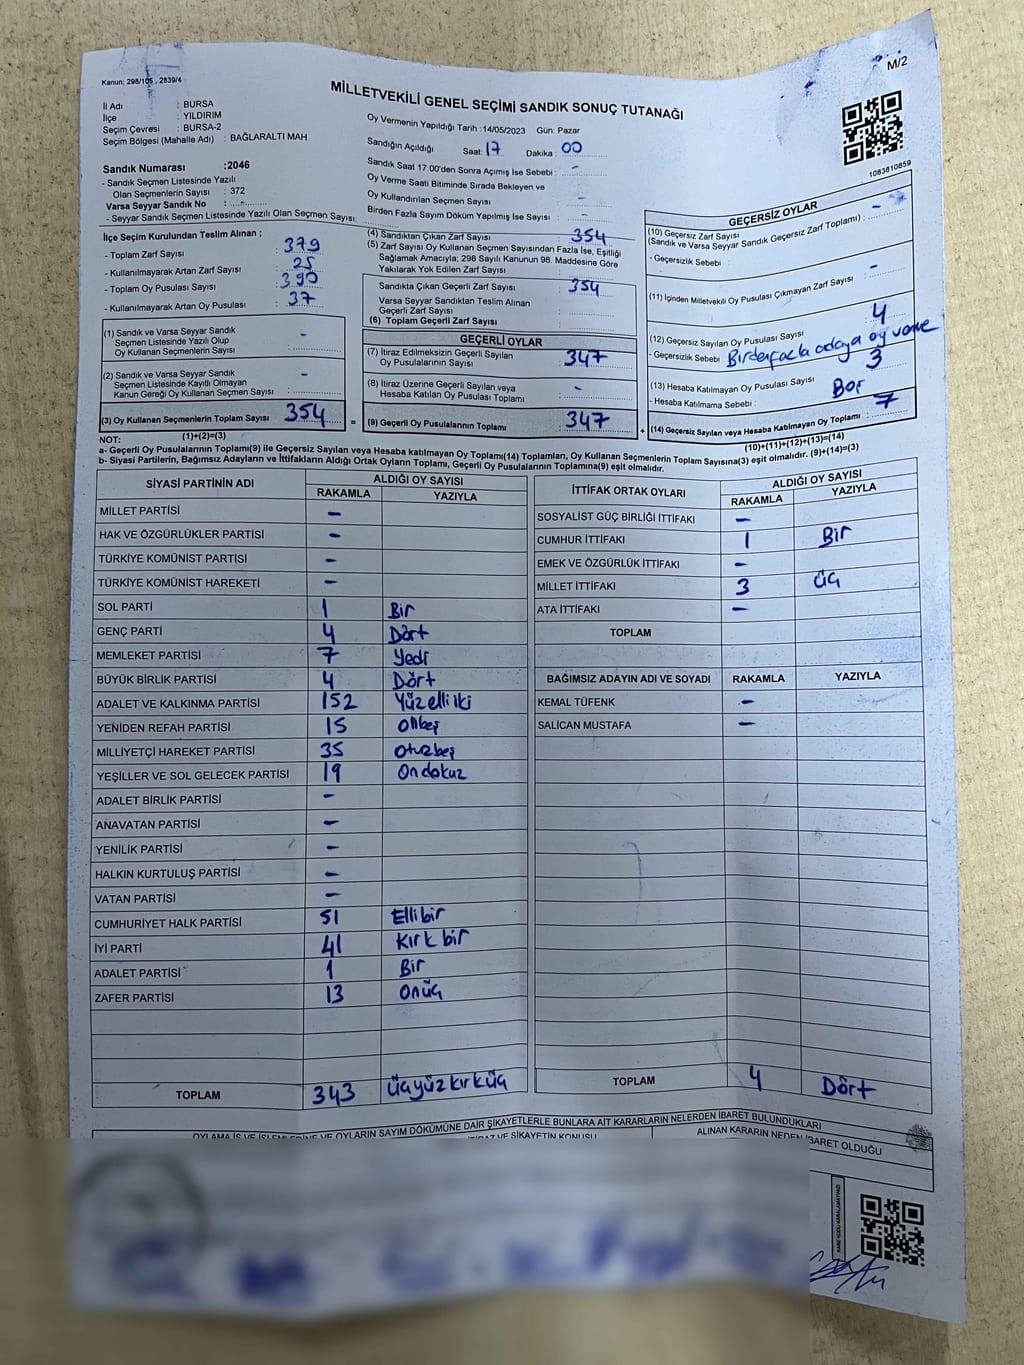 Kanun: 298/105 , 2839/4
M/2
MİLLETVEKİLİ GENEL SEÇİMİ SANDIK SONUÇ TUTANAĞI
İl Adı : BURSA
İlçe : YILDIRIM
Seçim Çevresi : BURSA-2
Seçim Bölgesi (Mahalle Adı) : BAĞLARALTI MAH.
Sandık Numarası :2046
- Sandık Seçmen Listesinde Yazılı
Olan Seçmenlerin Sayısı : 372
Varsa Seyyar Sandık No : -
- Seyyar Sandık Seçmen Listesinde Yazılı Olan Seçmen Sayısı:
Oy Vermenin Yapıldığı Tarih :14/05/2023 Gün: Pazar
Sandığın Açıldığı Saat: 17 Dakika : 00
Sandık Saat 17:00'den Sonra Açımış İse Sebebi : -
Oy Verme Saati Bitiminde Sırada Bekleyen ve
Oy Kullandırılan Seçmen Sayısı : -
Birden Fazla Sayım Döküm Yapılmış İse Sayısı : -
1083810859
İlçe Seçim Kurulundan Teslim Alınan ;
- Toplam Zarf Sayısı : 379
- Kullanılmayarak Artan Zarf Sayısı : 25
- Toplam Oy Pusulası Sayısı : 390
- Kullanılmayarak Artan Oy Pusulası : 37
(1) Sandık ve Varsa Seyyar Sandık
Seçmen Listesinde Yazılı Olup
Oy Kullanan Seçmenlerin Sayısı : -
(2) Sandık ve Varsa Seyyar Sandık
Seçmen Listesinde Kayıtlı Olmayan
Kanun Gereği Oy Kullanan Seçmen Sayısı : -
(3) Oy Kullanan Seçmenlerin Toplam Sayısı : 354
(1)+(2)=(3)
(4) Sandıktan Çıkan Zarf Sayısı : 354
(5) Zarf Sayısı Oy Kullanan Seçmen Sayısından Fazla İse, Eşitliği
Sağlamak Amacıyla; 298 Sayılı Kanunun 98. Maddesine Göre
Yakılarak Yok Edilen Zarf Sayısı :
Sandıkta Çıkan Geçerli Zarf Sayısı : 354
Varsa Seyyar Sandıktan Teslim Alınan
Geçerli Zarf Sayısı :
(6) Toplam Geçerli Zarf Sayısı :
GEÇERLİ OYLAR
(7) İtiraz Edilmeksizin Geçerli Sayılan
Oy Pusulalarının Sayısı : 347
(8) İtiraz Üzerine Geçerli Sayılan veya
Hesaba Katılan Oy Pusulası Toplamı : -
= (9) Geçerli Oy Pusulalarının Toplamı : 347
GEÇERSİZ OYLAR
(10) Geçersiz Zarf Sayısı
(Sandık ve Varsa Seyyar Sandık Geçersiz Zarf Toplamı) : -
- Geçersizlik Sebebi :
(11) İçinden Milletvekili Oy Pusulası Çıkmayan Zarf Sayısı : -
(12) Geçersiz Sayılan Oy Pusulası Sayısı : 4
- Geçersizlik Sebebi : Birdenfazla adaya oy verme
(13) Hesaba Katılmayan Oy Pusulası Sayısı : 3
- Hesaba Katılmama Sebebi : Boş
+ (14) Geçersiz Sayılan veya Hesaba Katılmayan Oy Toplamı : 7
(10)+(11)+(12)+(13)=(14)
NOT:
a- Geçerli Oy Pusulalarının Toplamı(9) ile Geçersiz Sayılan veya Hesaba katılmayan Oy Toplamı(14) Toplamları, Oy Kullanan Seçmenlerin Toplam Sayısına(3) eşit olmalıdır. (9)+(14)=(3)
b- Siyasi Partilerin, Bağımsız Adayların ve İttifakların Aldığı Ortak Oyların Toplamı, Geçerli Oy Pusulalarının Toplamına(9) eşit olmalıdır.
SİYASİ PARTİNİN ADI ALDIĞI OY SAYISI
RAKAMLA YAZIYLA
MİLLET PARTİSİ -
HAK VE ÖZGÜRLÜKLER PARTİSİ -
TÜRKİYE KOMÜNİST PARTİSİ -
TÜRKİYE KOMÜNİST HAREKETİ -
SOL PARTİ 1 Bir
GENÇ PARTİ 4 Dört
MEMLEKET PARTİSİ 7 Yedi
BÜYÜK BİRLİK PARTİSİ 4 Dört
ADALET VE KALKINMA PARTİSİ 152 Yüzelliiki
YENİDEN REFAH PARTİSİ 15 Onbeş
MİLLİYETÇİ HAREKET PARTİSİ 35 Otuzbeş
YEŞİLLER VE SOL GELECEK PARTİSİ 19 Ondokuz
ADALET BİRLİK PARTİSİ -
ANAVATAN PARTİSİ -
YENİLİK PARTİSİ -
HALKIN KURTULUŞ PARTİSİ -
VATAN PARTİSİ -
CUMHURİYET HALK PARTİSİ 51 Ellibir
İYİ PARTİ 41 Kırk bir
ADALET PARTİSİ 1 Bir
ZAFER PARTİSİ 13 Onüç
TOPLAM 343 Üçyüzkırküç
İTTİFAK ORTAK OYLARI ALDIĞI OY SAYISI
RAKAMLA YAZIYLA
SOSYALİST GÜÇ BİRLİĞİ İTTİFAKI -
CUMHUR İTTİFAKI 1 Bir
EMEK VE ÖZGÜRLÜK İTTİFAKI -
MİLLET İTTİFAKI 3 üç
ATA İTTİFAKI -
TOPLAM
BAĞIMSIZ ADAYIN ADI VE SOYADI RAKAMLA YAZIYLA
KEMAL TÜFENK -
SALİCAN MUSTAFA -
TOPLAM 4 Dört
OYLAMA İŞ VE İŞLEMLERİNE VE OYLARIN SAYIM DÖKÜMÜNE DAİR ŞİKAYETLERLE BUNLARA AİT KARARLARIN NELERDEN İBARET BULUNDUKLARI
İTİRAZ VE ŞİKAYETİN KONUSU ALINAN KARARIN NEDEN İBARET OLDUĞU